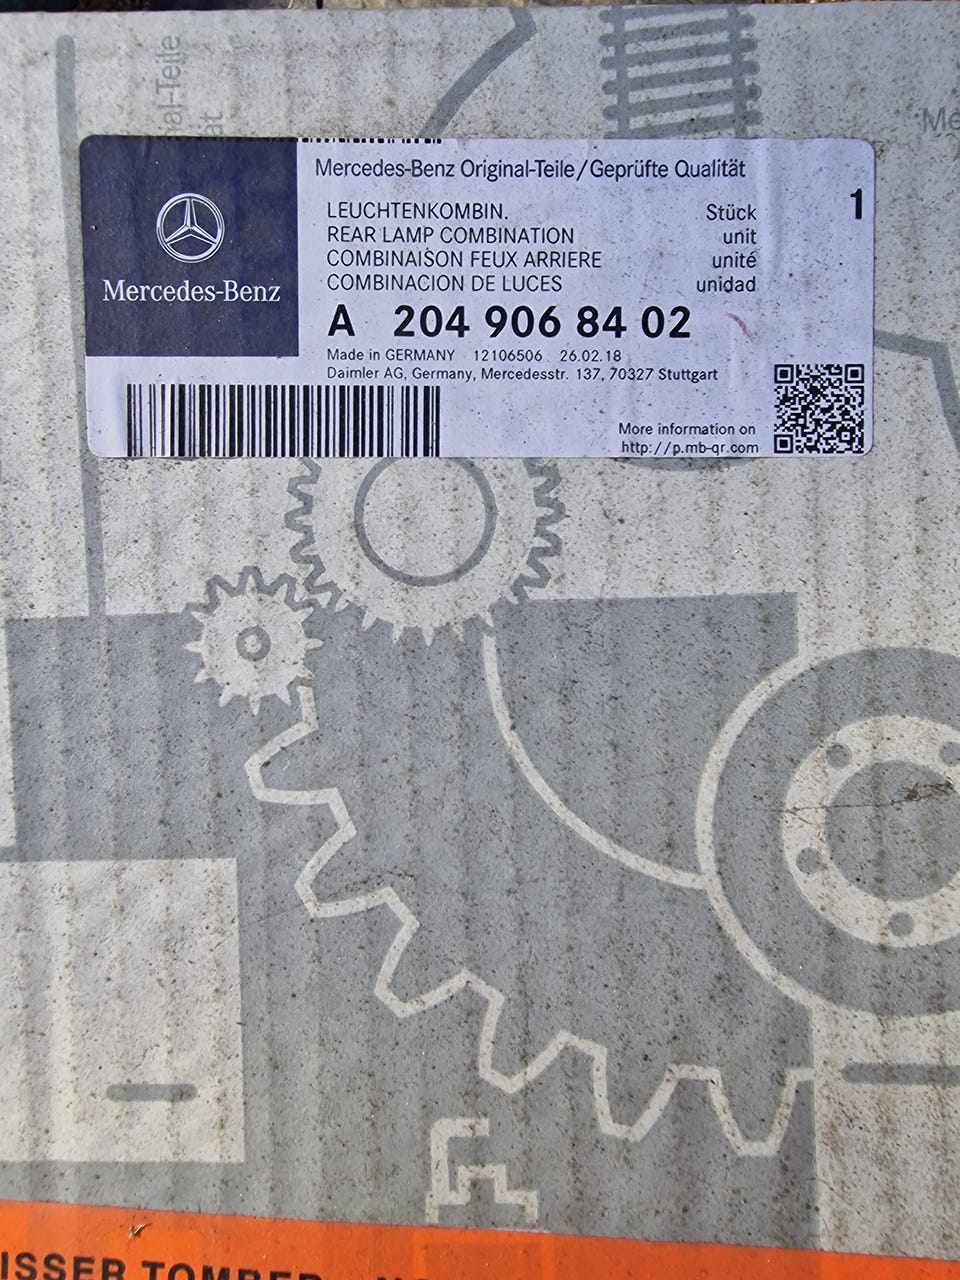 Mercedes-Benz Original-Teile/Geprüfte Qualität
1
LEUCHTENKOMBIN. Stück
REAR LAMP COMBINATION unit
COMBINAISON FEUX ARRIERE unité
COMBINACION DE LUCES unidad
Mercedes-Benz
A 204 906 84 02
Made in GERMANY 12106506 26.02.18
Daimler AG, Germany, Mercedesstr. 137, 70327 Stuttgart
More information on
http://p.mb-qr.com
ISSER TOMBER